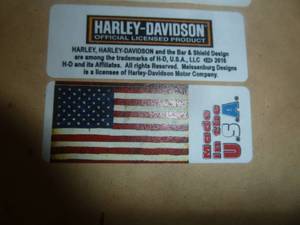 HARLEY-DAVIDSON
OFFICIAL LICENSED PRODUCT
HARLEY, HARLEY-DAVIDSON and the Bar & Shield Design
are among the trademarks of H-D, U.S.A., LLC 2016
H-D and its Affiliates. All rights Reserved. Meissenburg Designs
is a licensee of Harley-Davidson Motor Company.
Made
in the
U.S.A.